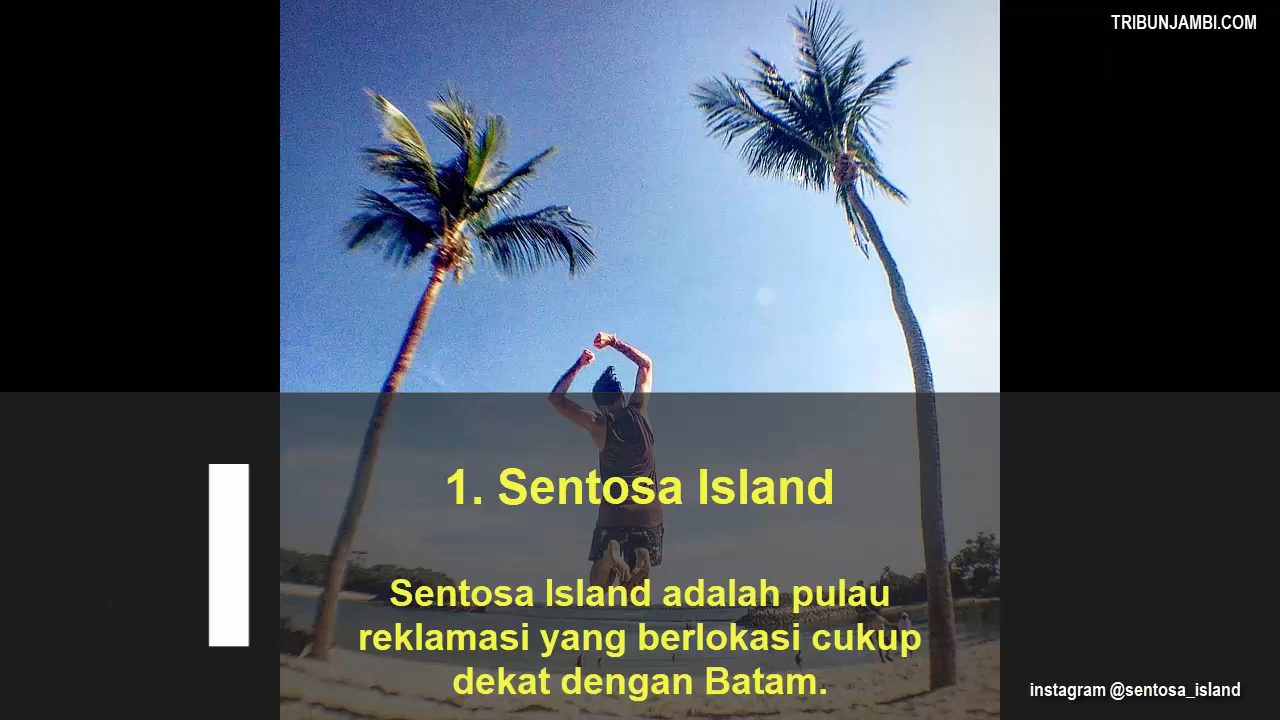 TRIBUNJAMBI.COM
1. Sentosa Island
Sentosa Island adalah pulau
reklamasi yang berlokasi cukup
dekat dengan Batam.
instagram @sentosa_island